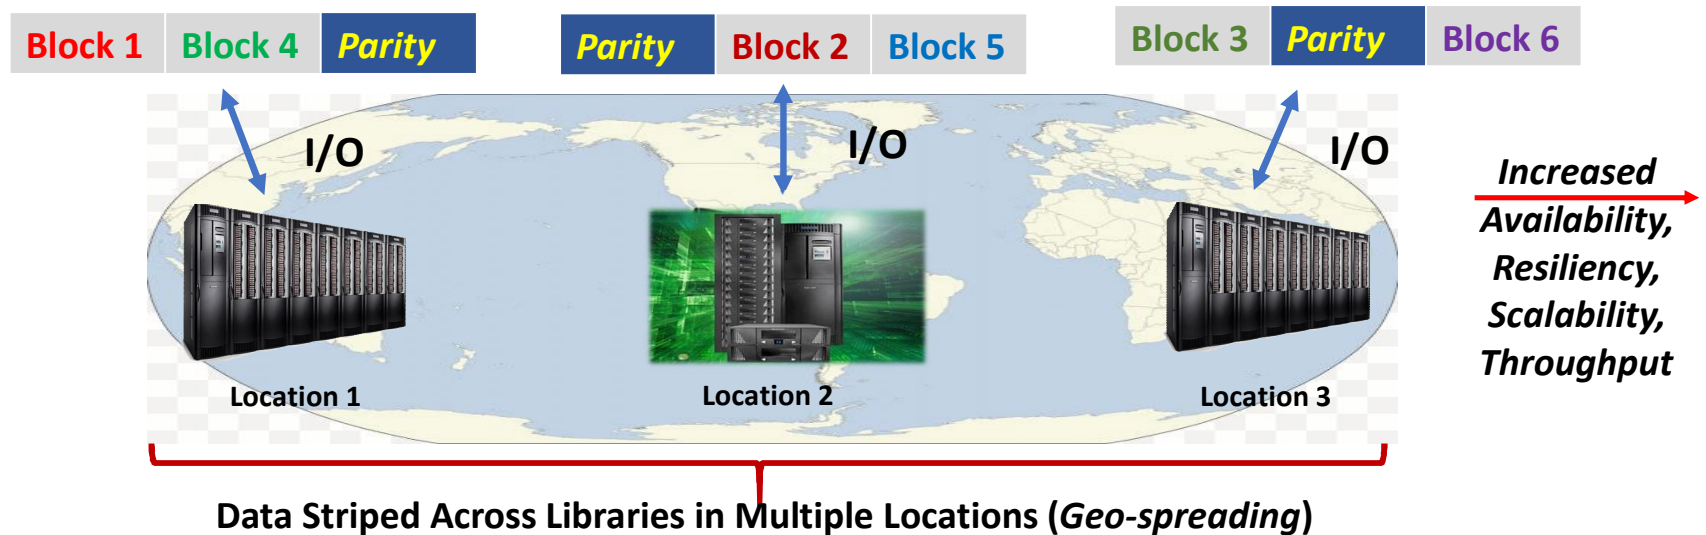 Block 1 Block 4 Parity
Parity Block 2 Block 5
Block 3 Parity Block 6
I/O
I/O
I/O
Location 1
Location 2
Location 3
Increased
Availability,
Resiliency,
Scalability,
Throughput
Data Striped Across Libraries in Multiple Locations (Geo-spreading)